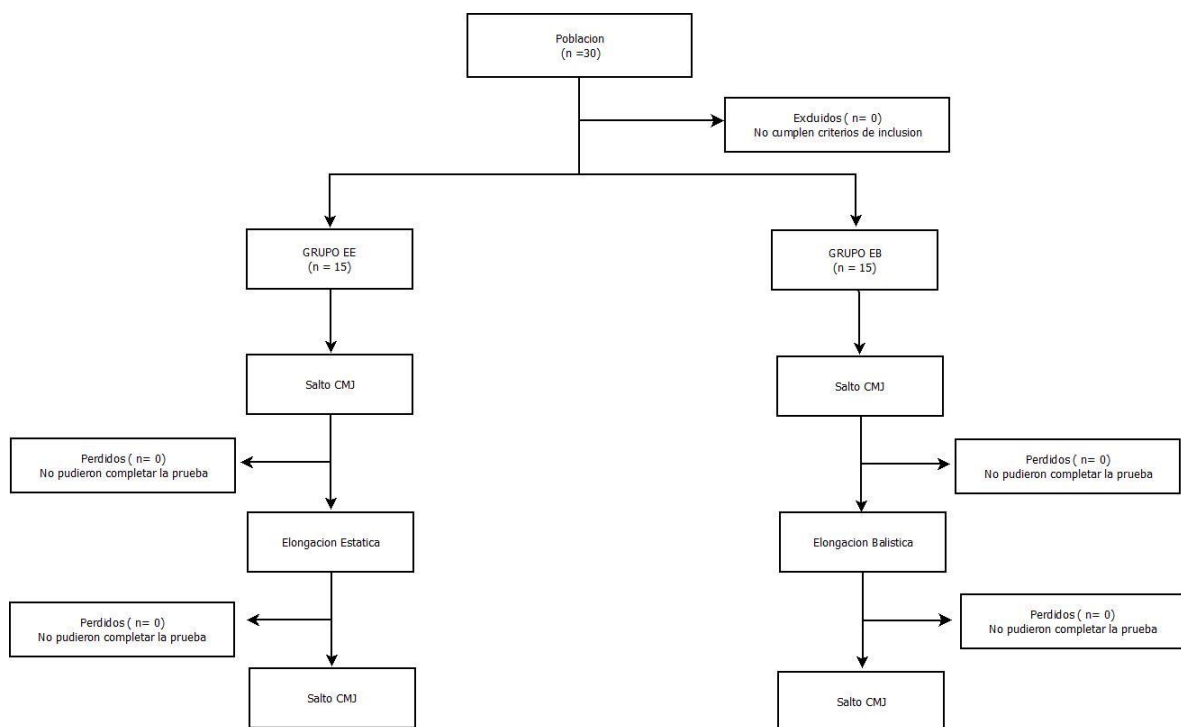 Poblacion
(n =30)
Excluidos ( n= 0)
No cumplen criterios de inclusion
GRUPO EE
(n = 15)
GRUPO EB
(n = 15)
Salto CMJ
Salto CMJ
Perdidos ( n= 0)
No pudieron completar la prueba
Perdidos ( n= 0)
No pudieron completar la prueba
Elongacion Estatica
Elongacion Balistica
Perdidos ( n= 0)
No pudieron completar la prueba
Perdidos ( n= 0)
No pudieron completar la prueba
Salto CMJ
Salto CMJ